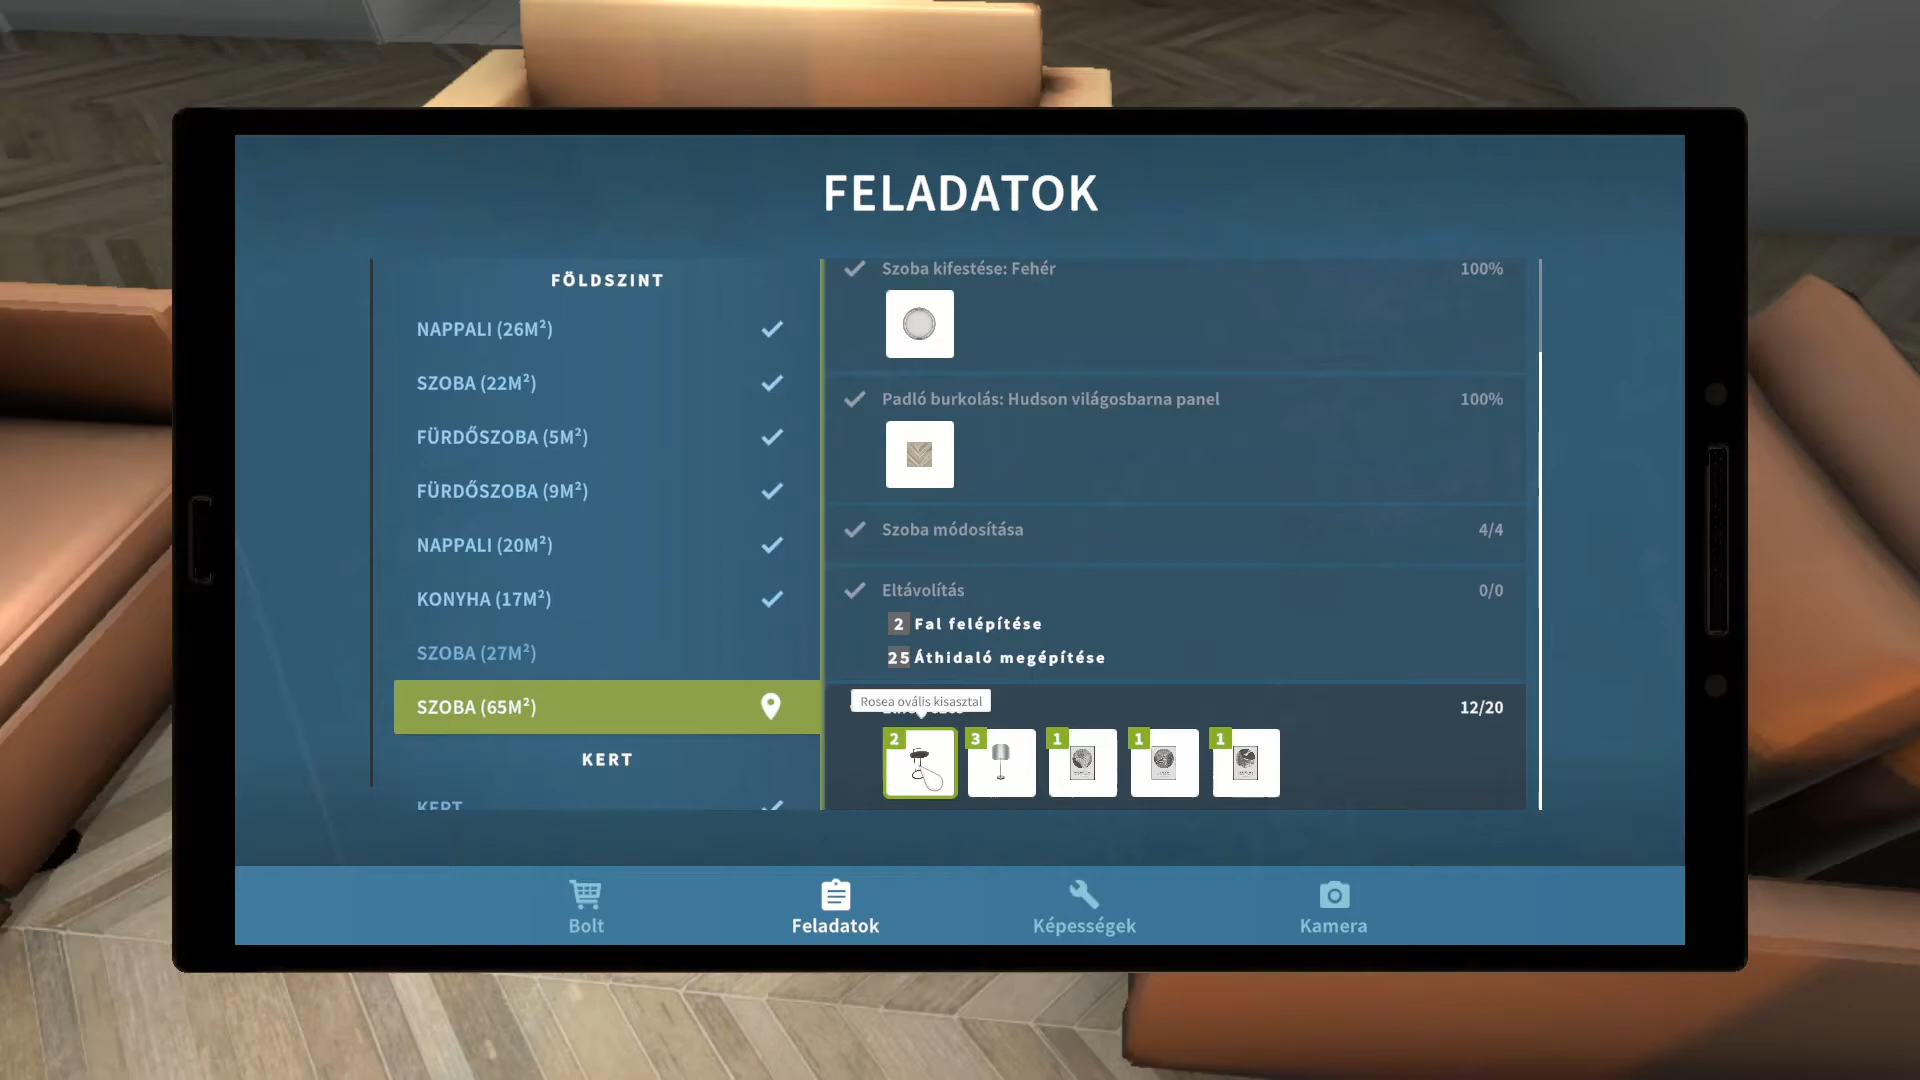 FELADATOK
FÖLDSZINT
NAPPALI (26M²)
SZOBA (22M²)
FÜRDŐSZOBA (5M²)
FÜRDŐSZOBA (9M²)
NAPPALI (20M²)
KONYHA (17M²)
SZOBA (27M²)
SZOBA (65M²)
KERT
KERT
Szoba kifestése: Fehér 100%
Padló burkolás: Hudson világosbarna panel 100%
Szoba módosítása 4/4
Eltávolítás 0/0
2 Fal felépítése
25 Áthidaló megépítése
Rosea ovális kisasztal
12/20
2 3 1 1 1
Bolt
Feladatok
Képességek
Kamera